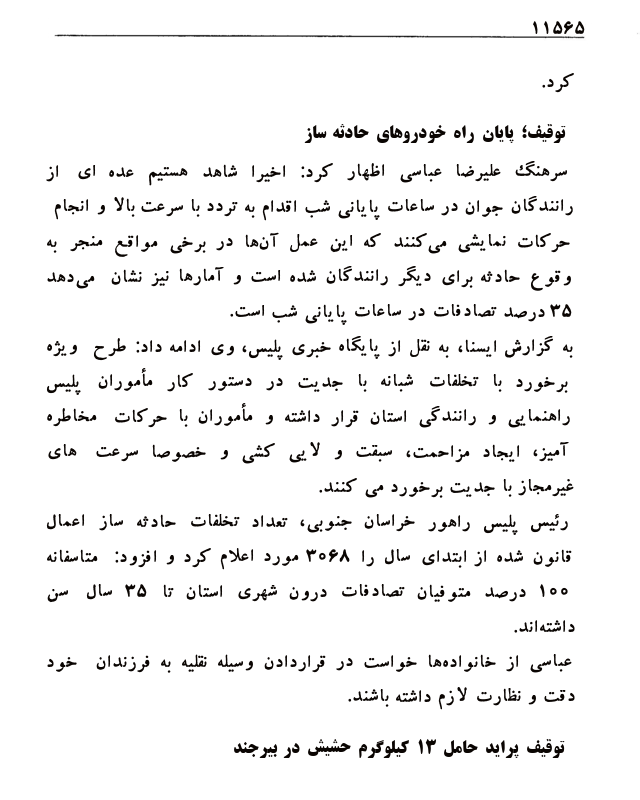 ۱۱۵۶۵
کرد.
توقیف؛ پایان راه خودروهای حادثه ساز
سرهنگ علیرضا عباسی اظهار کرد: اخیرا شاهد هستیم عده ای از
رانندگان جوان در ساعات پایانی شب اقدام به تردد با سرعت بالا و انجام
حرکات نمایشی می‌کنند که این عمل آن‌ها در برخی مواقع منجر به
وقوع حادثه برای دیگر رانندگان شده است و آمارها نیز نشان می‌دهد
۳۵ درصد تصادفات در ساعات پایانی شب است.
به گزارش ایسنا، به نقل از پایگاه خبری پلیس، وی ادامه داد: طرح ویژه
برخورد با تخلفات شبانه با جدیت در دستور کار مأموران پلیس
راهنمایی و رانندگی استان قرار داشته و مأموران با حرکات مخاطره
آمیز، ایجاد مزاحمت، سبقت و لایی کشی و خصوصا سرعت های
غیرمجاز با جدیت برخورد می کنند.
رئیس پلیس راهور خراسان جنوبی، تعداد تخلفات حادثه ساز اعمال
قانون شده از ابتدای سال را ۳۰۶۸ مورد اعلام کرد و افزود: متاسفانه
۱۰۰ درصد متوفیان تصادفات درون شهری استان تا ۳۵ سال سن
داشته‌اند.
عباسی از خانواده‌ها خواست در قراردادن وسیله نقلیه به فرزندان خود
دقت و نظارت لازم داشته باشند.
توقیف پراید حامل ۱۳ کیلوگرم حشیش در بیرجند